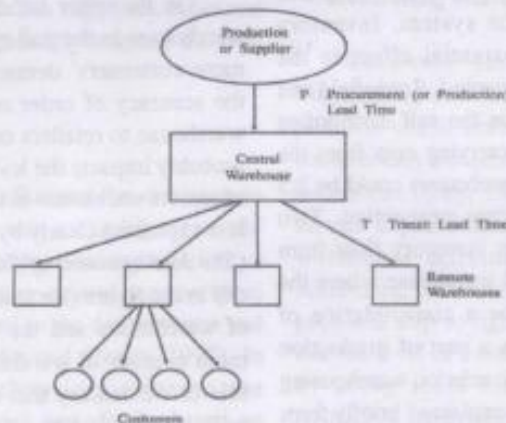 Production
or Supplier
P Procurement (or Production)
Lead Time
Central
Warehouse
T Transit Lead Time
Remote
Warehouses
Customers